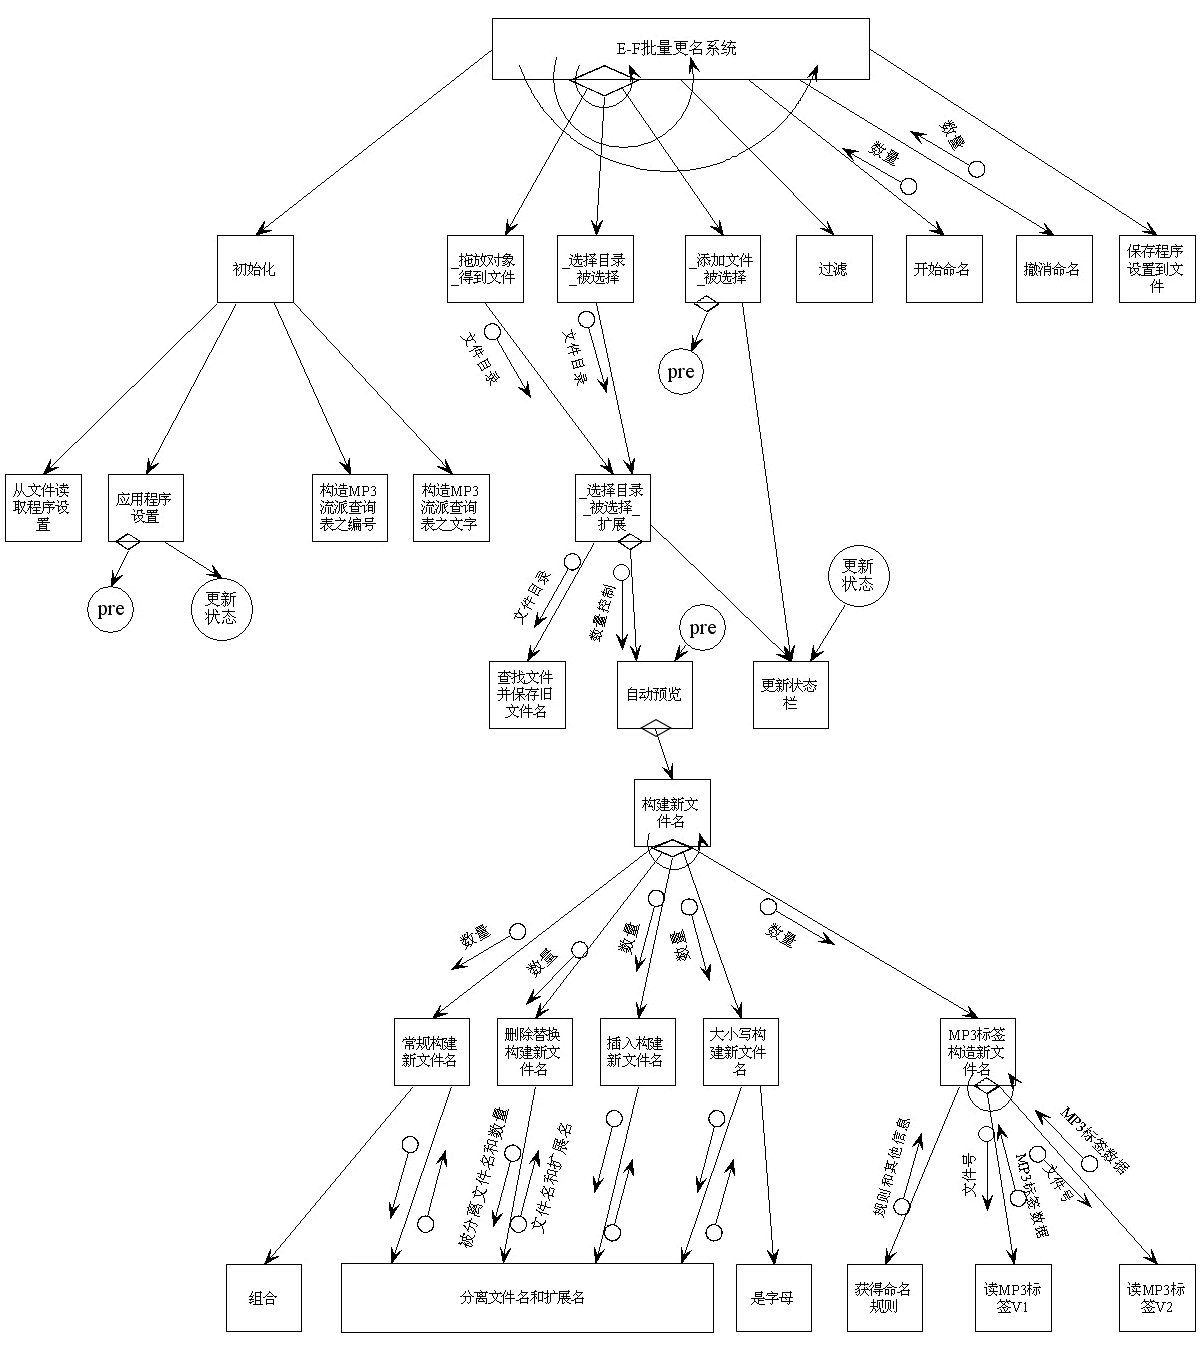 E-F批量更名系统
数量
数量
初始化
_拖放对象
_得到文件
_选择目录
_被选择
_添加文件
_被选择
过滤
开始命名
撤消命名
保存程序
设置到文
件
文件目录
文件目录
pre
从文件读
取程序设
置
应用程序
设置
构造MP3
流派查询
表之编号
构造MP3
流派查询
表之文字
_选择目录
_被选择_
扩展
pre
更新
状态
文件目录
数量控制
pre
更新
状态
查找文件
并保存旧
文件名
自动预览
更新状态
栏
构建新文
件名
数量
数量
数量
数量
数量
常规构建
新文件名
删除替换
构建新文
件名
插入构建
新文件名
大小写构
建新文件
名
MP3标签
构造新文
件名
被分离文件名和数量
文件名和扩展名
规则和其他信息
文件号
MP3标签数据
文件号
MP3标签数据
组合
分离文件名和扩展名
是字母
获得命名
规则
读MP3标
签V1
读MP3标
签V2